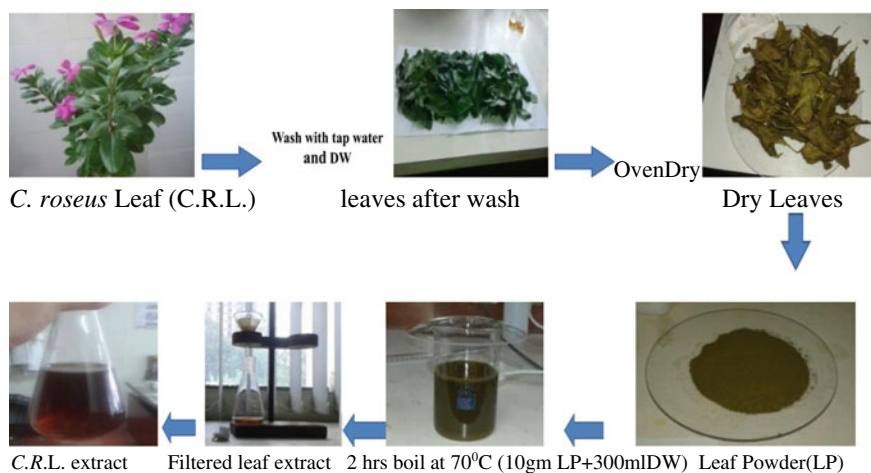 Wash with tap water
and DW
OvenDry
C. roseus Leaf (C.R.L.)
leaves after wash
Dry Leaves
C.R.L. extract
Filtered leaf extract
2 hrs boil at 70⁰C (10gm LP+300mlDW)
Leaf Powder(LP)